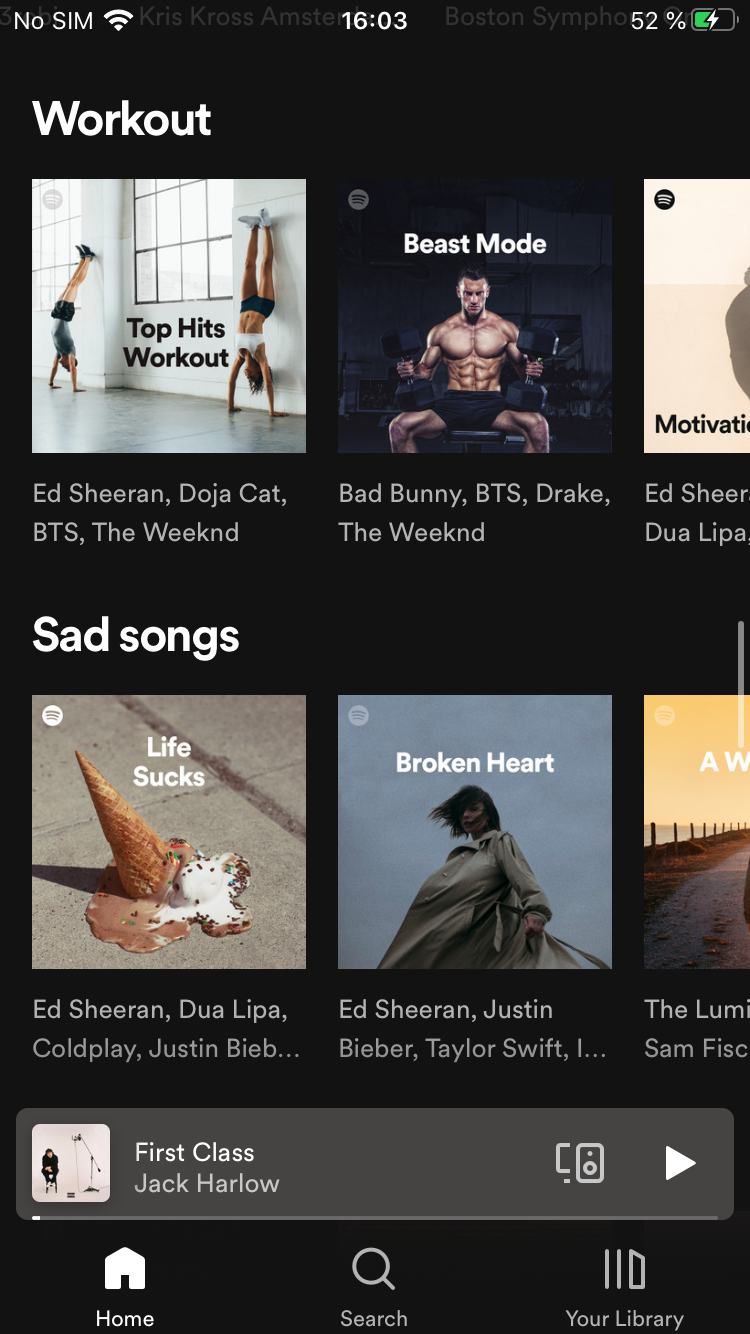 No SIM 16:03 52 %
Kris Kross Amsterd
Boston Sympho
Workout
Top Hits
Workout
Beast Mode
Motivatio
Ed Sheeran, Doja Cat,
BTS, The Weeknd
Bad Bunny, BTS, Drake,
The Weeknd
Ed Sheera
Dua Lipa,
Sad songs
Life
Sucks
Broken Heart
A W
Ed Sheeran, Dua Lipa,
Coldplay, Justin Bieb...
Ed Sheeran, Justin
Bieber, Taylor Swift, I...
The Lumi
Sam Fisc
First Class
Jack Harlow
Home
Search
Your Library